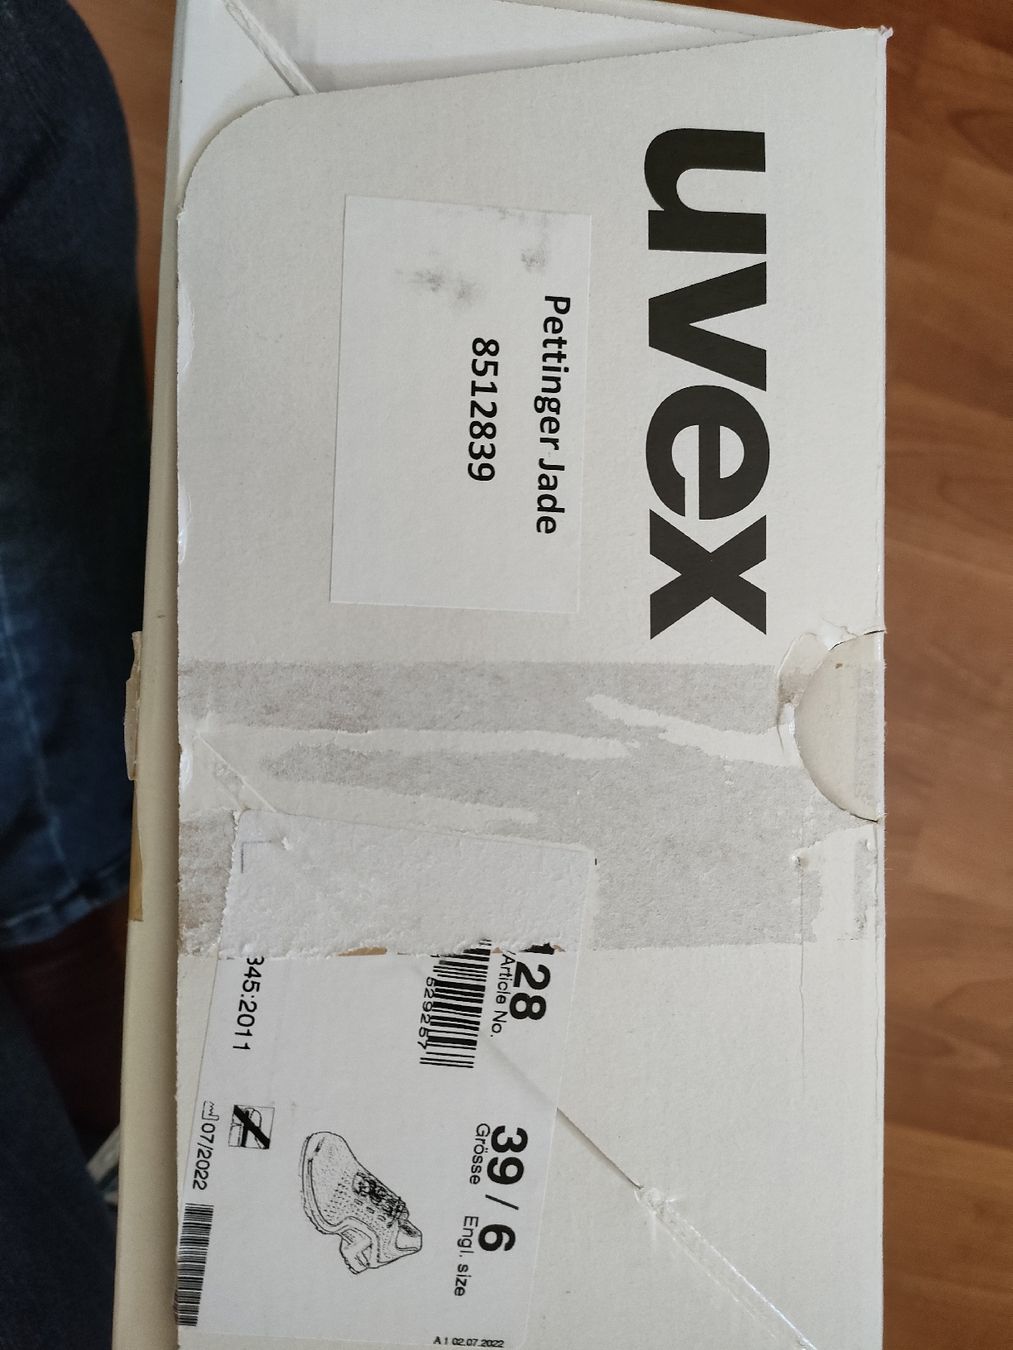 uvex
Pettinger Jade
8512839
28
/Article No.
529257
39 / 6
Grösse Engl. size
345:2011
07/2022
A 1 02.07.2022